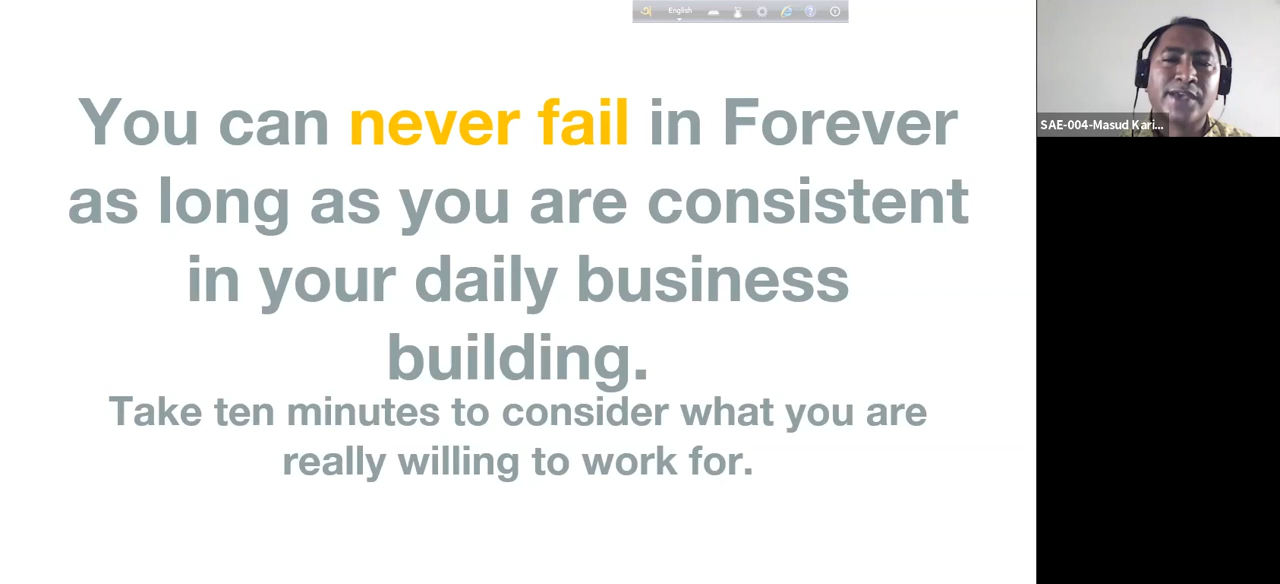 English
You can never fail in Forever
as long as you are consistent
in your daily business
building.
Take ten minutes to consider what you are
really willing to work for.
SAE-004-Masud Kari...